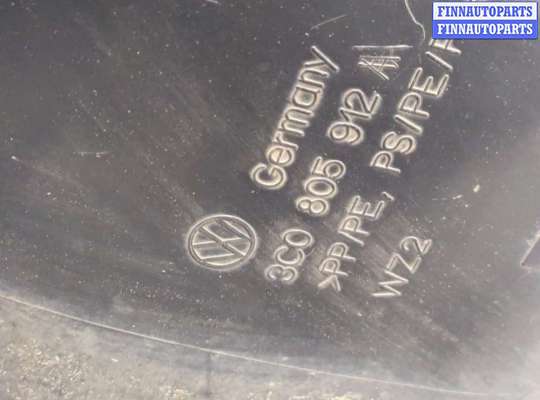 FINNAUTOPARTS
FINNAUTOPARTS
Germany
3C0 805 912
>PP/PE, PS/PE/
WZ2